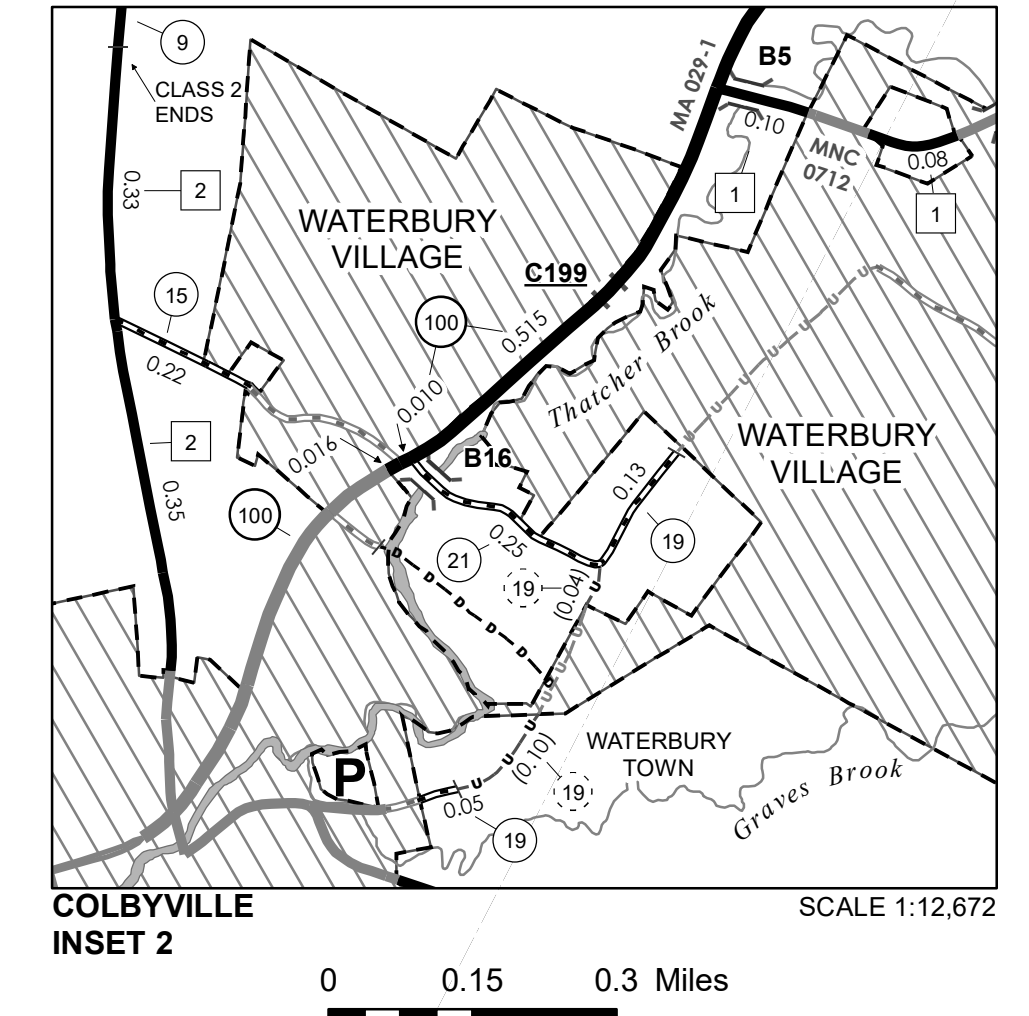 9
CLASS 2
ENDS
MA 029-1
B5
0.10
MNC
0712
0.08
1
1
0.33
2
WATERBURY
VILLAGE
C199
15
100
0.515
0.22
0.010
Thatcher Brook
2
0.016
B16
WATERBURY
VILLAGE
0.35
100
0.13
0.25
21
19
19
(0.04)
D
D
D
D
D
D
U
U
U
U
U
U
U
U
U
U
U
U
U
U
WATERBURY
TOWN
P
(0.10)
19
0.05
19
Graves Brook
COLBYVILLE
INSET 2
SCALE 1:12,672
0 0.15 0.3 Miles